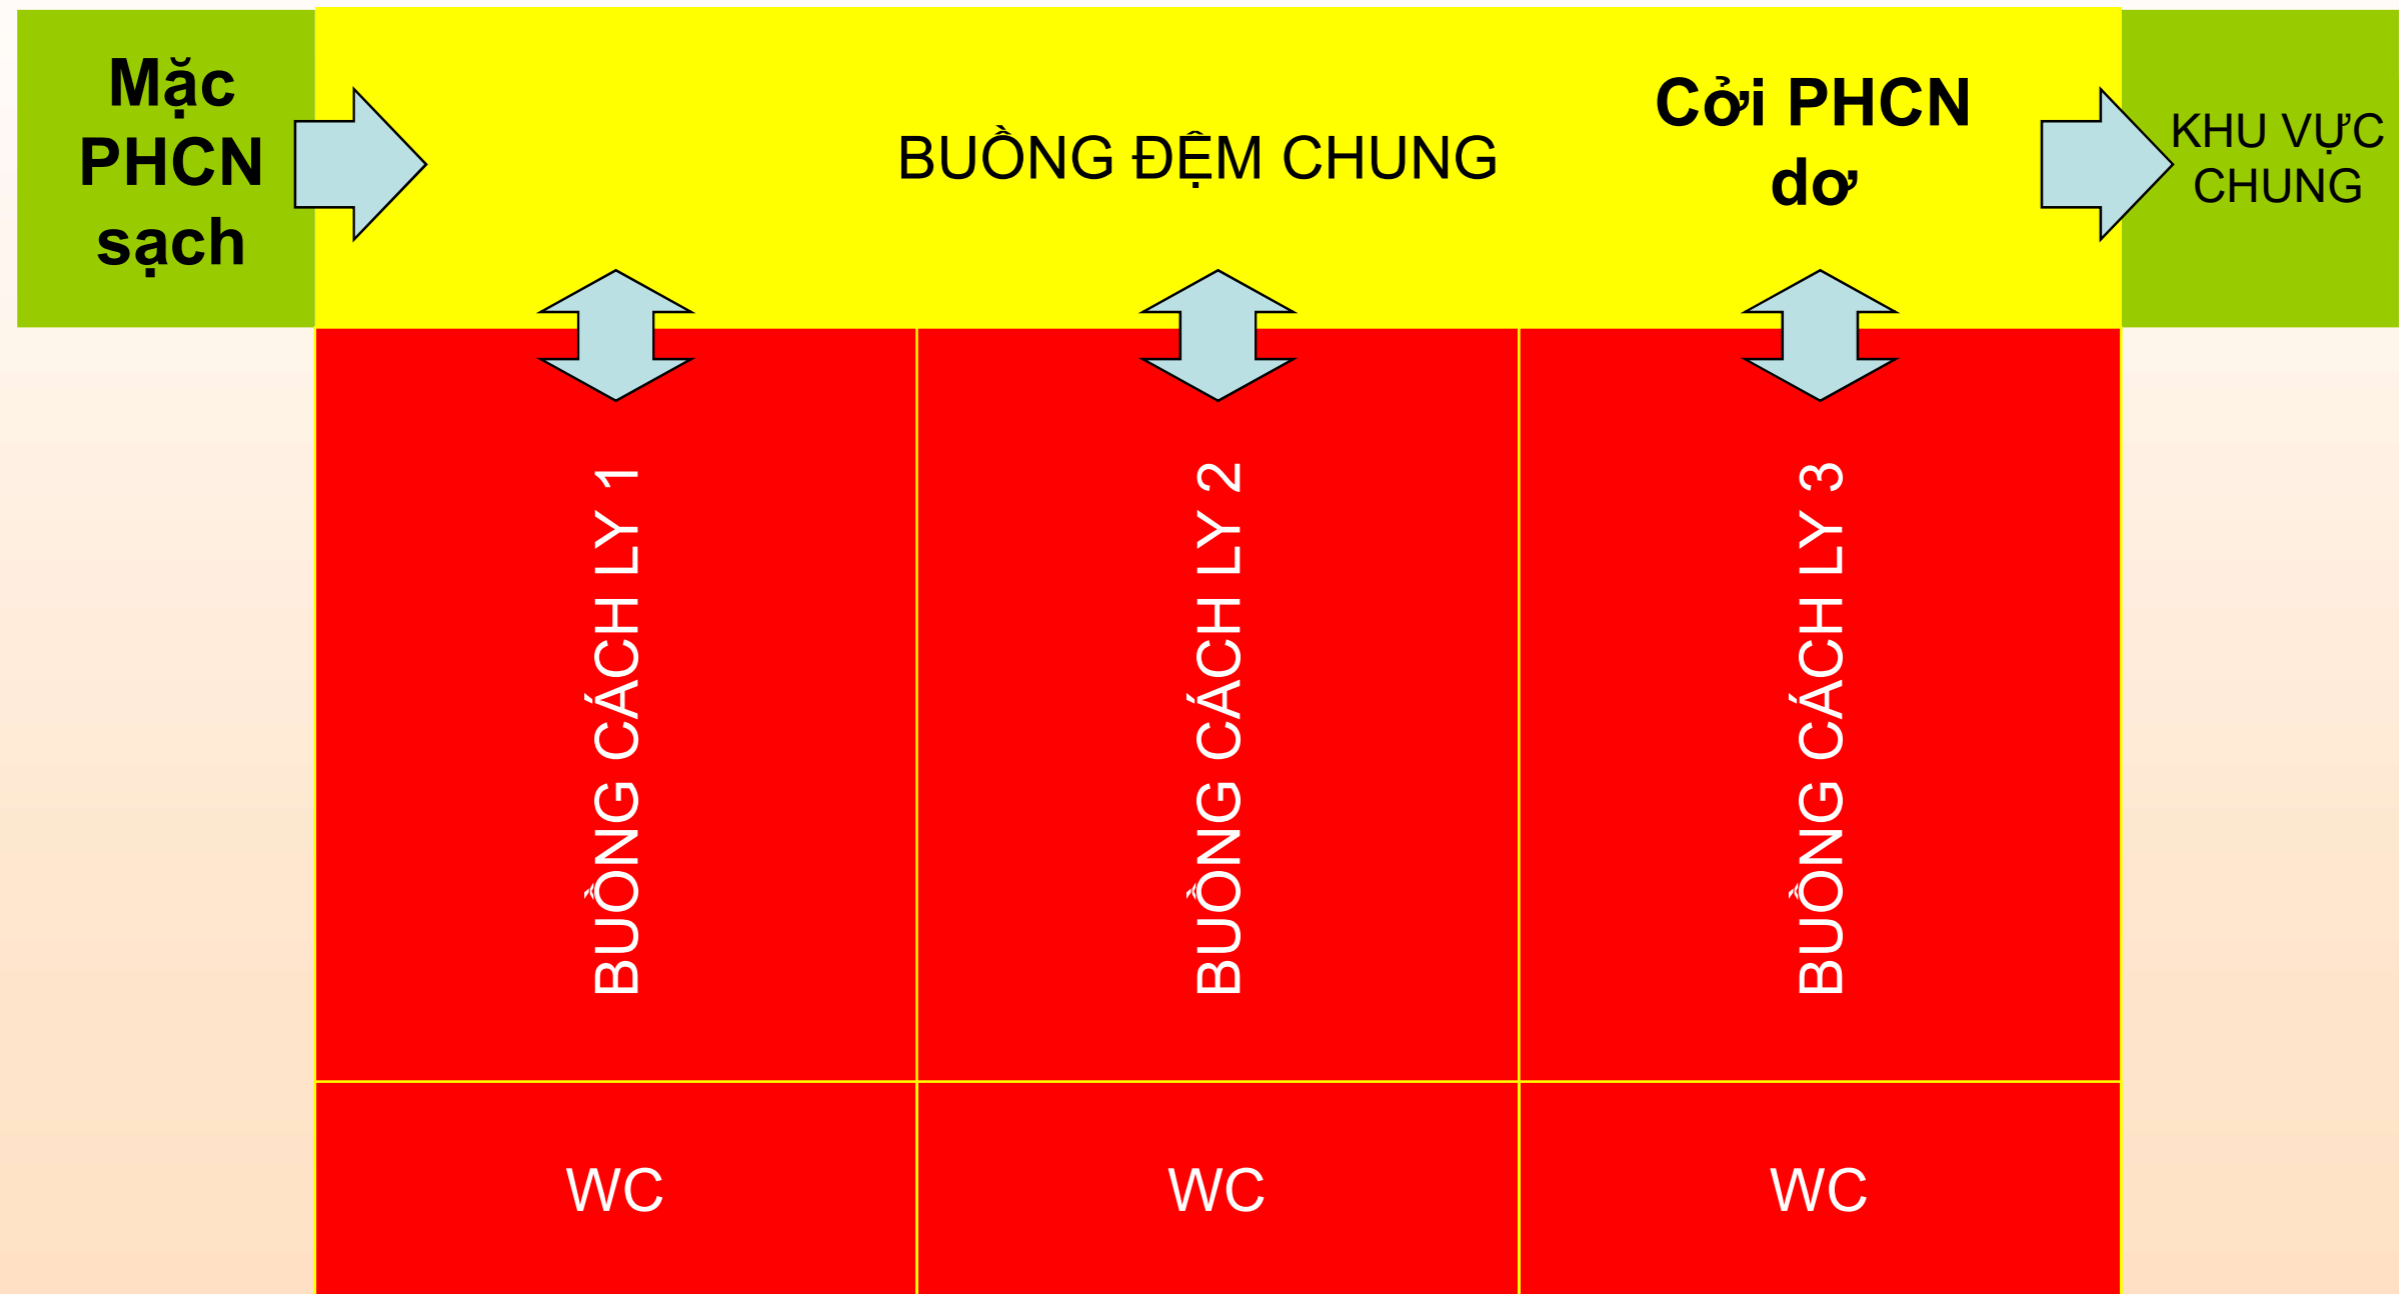 Mặc
PHCN
sạch
BUỒNG ĐỆM CHUNG
Cởi PHCN
dơ
KHU VỰC
CHUNG
BUỒNG CÁCH LY 1
BUỒNG CÁCH LY 2
BUỒNG CÁCH LY 3
WC
WC
WC